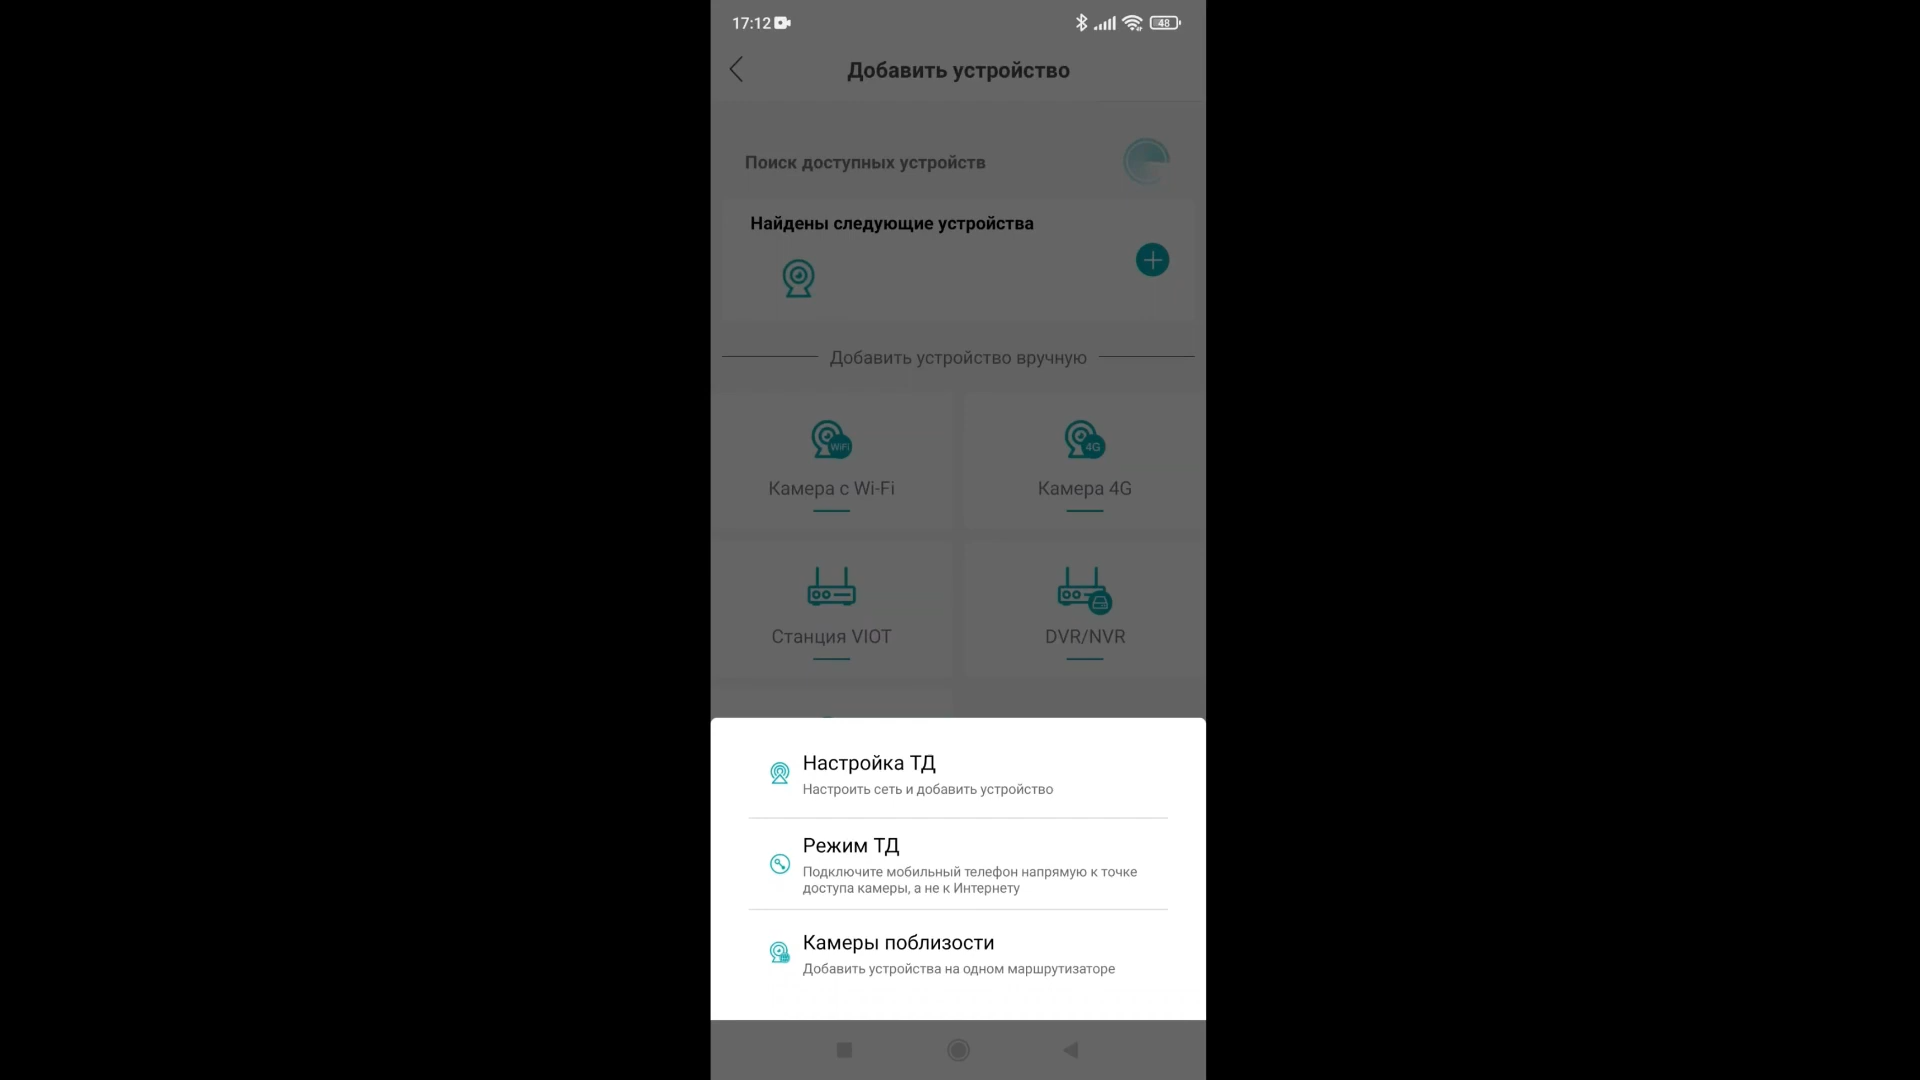 17:12
48
Добавить устройство
Поиск доступных устройств
Найдены следующие устройства
Добавить устройство вручную
WiFi
4G
Камера с Wi-Fi
Камера 4G
Станция VIOT
DVR/NVR
Настройка ТД
Настроить сеть и добавить устройство
Режим ТД
Подключите мобильный телефон напрямую к точке
доступа камеры, а не к Интернету
Камеры поблизости
Добавить устройства на одном маршрутизаторе